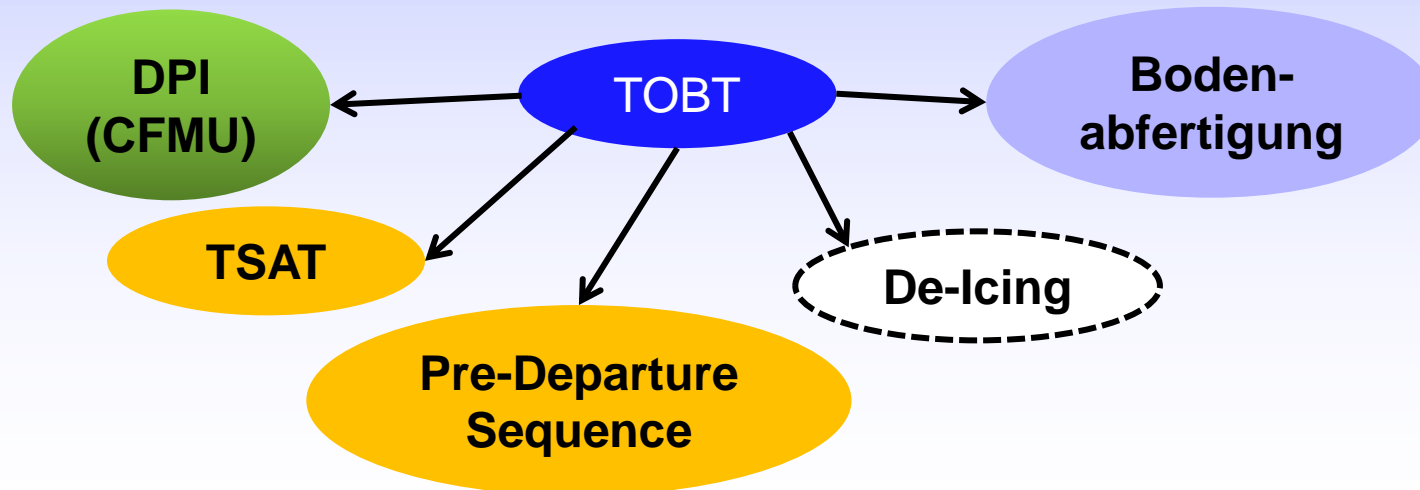 DPI
(CFMU)
TOBT
Boden-
abfertigung
TSAT
De-Icing
Pre-Departure
Sequence